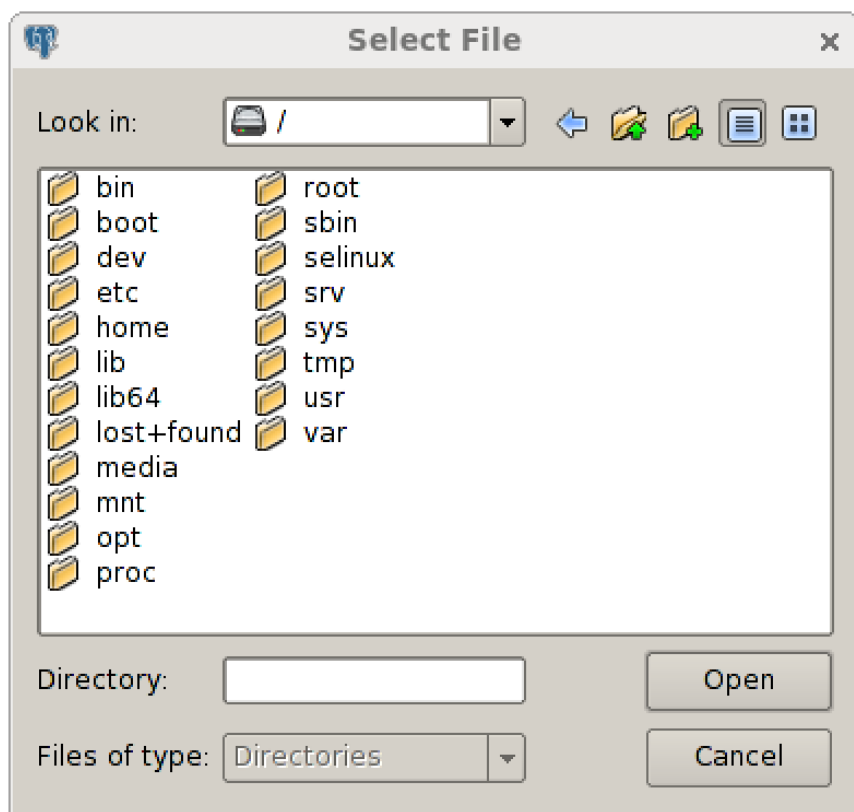 Select File
Look in: /
bin
boot
dev
etc
home
lib
lib64
lost+found
media
mnt
opt
proc
root
sbin
selinux
srv
sys
tmp
usr
var
Directory:
Open
Files of type: Directories
Cancel